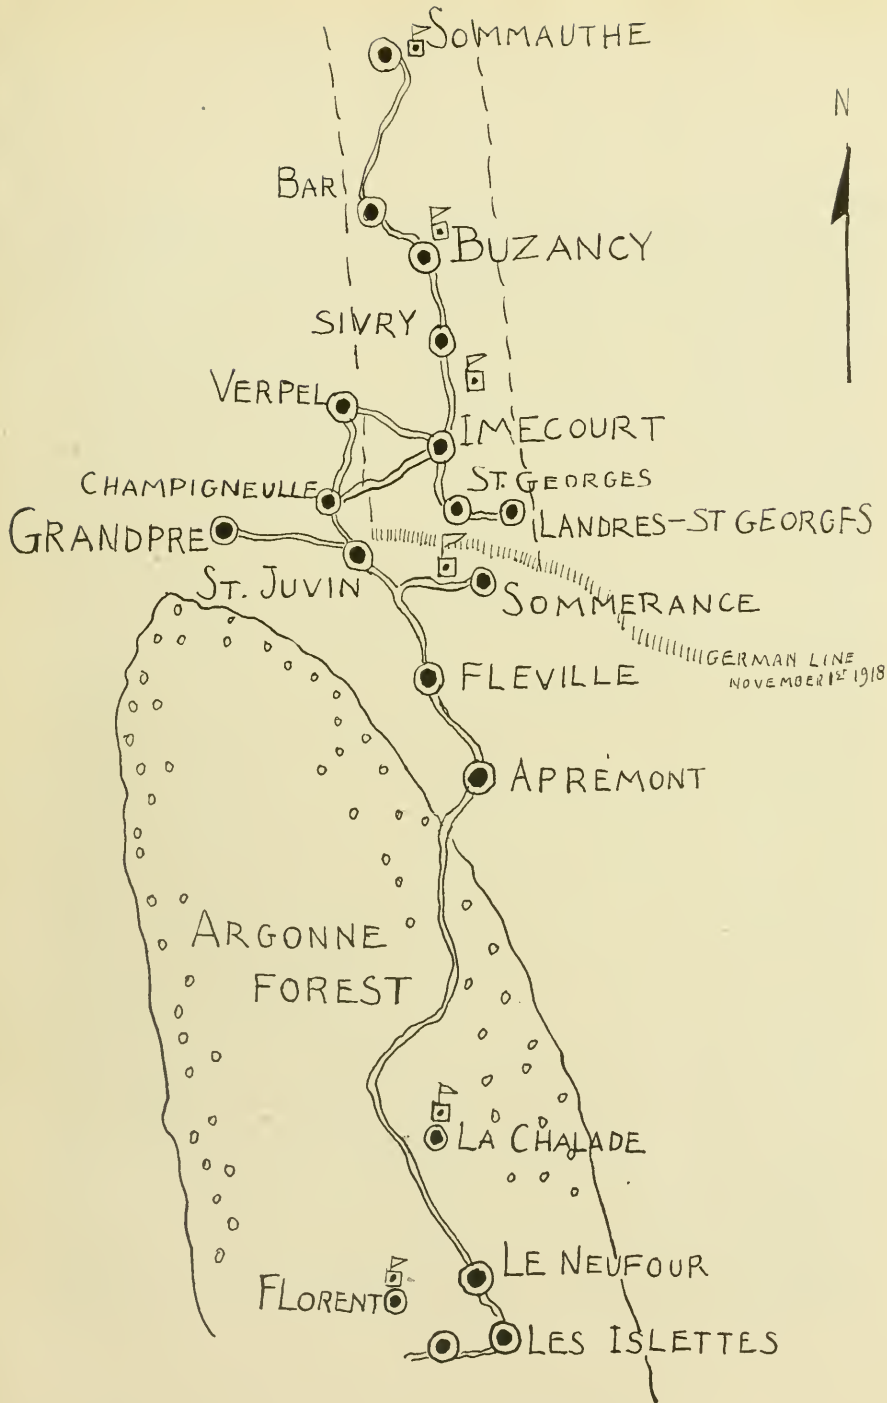 SOMMAUTHE
N
BAR
BUZANCY
SIVRY
VERPEL
IMECOURT
ST. GEORGES
CHAMPIGNEULLE
LANDRES-ST GEORGES
GRANDPRE
ST. JUVIN
SOMMERANCE
GERMAN LINE
NOVEMBER 1ST 1918
FLEVILLE
APRÉMONT
ARGONNE
FOREST
LA CHALADE
LE NEUFOUR
FLORENT
LES ISLETTES